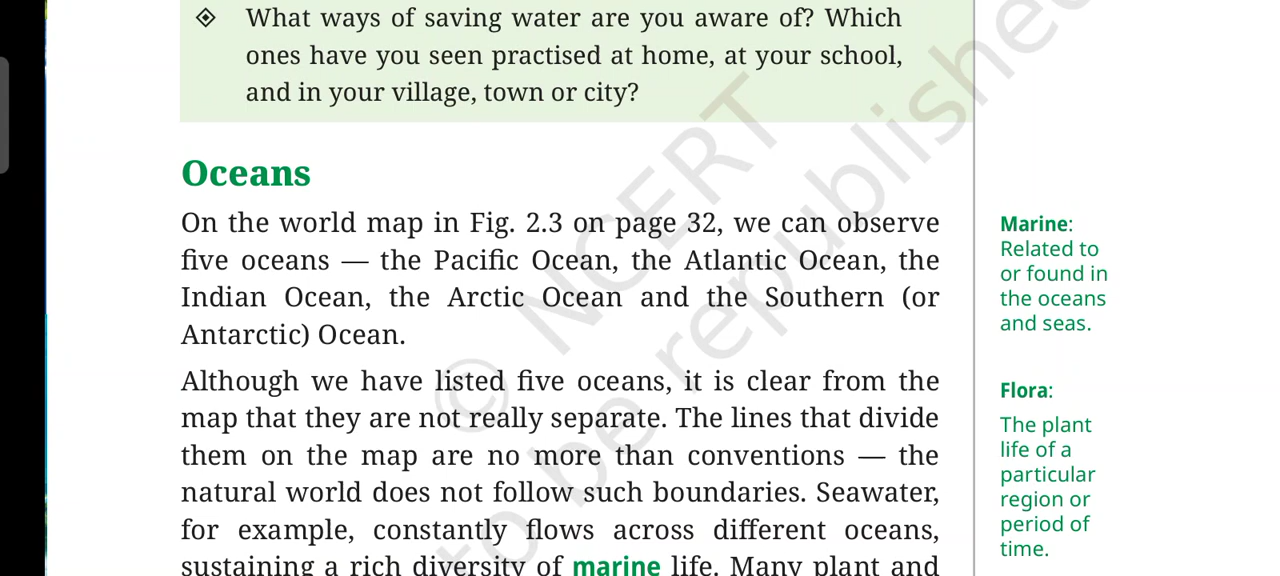 What ways of saving water are you aware of? Which
ones have you seen practised at home, at your school,
and in your village, town or city?
Oceans
On the world map in Fig. 2.3 on page 32, we can observe
five oceans — the Pacific Ocean, the Atlantic Ocean, the
Indian Ocean, the Arctic Ocean and the Southern (or
Antarctic) Ocean.
Although we have listed five oceans, it is clear from the
map that they are not really separate. The lines that divide
them on the map are no more than conventions — the
natural world does not follow such boundaries. Seawater,
for example, constantly flows across different oceans,
sustaining a rich diversity of marine life. Many plant and
Marine:
Related to
or found in
the oceans
and seas.
Flora:
The plant
life of a
particular
region or
period of
time.
© NCERT
to be republished